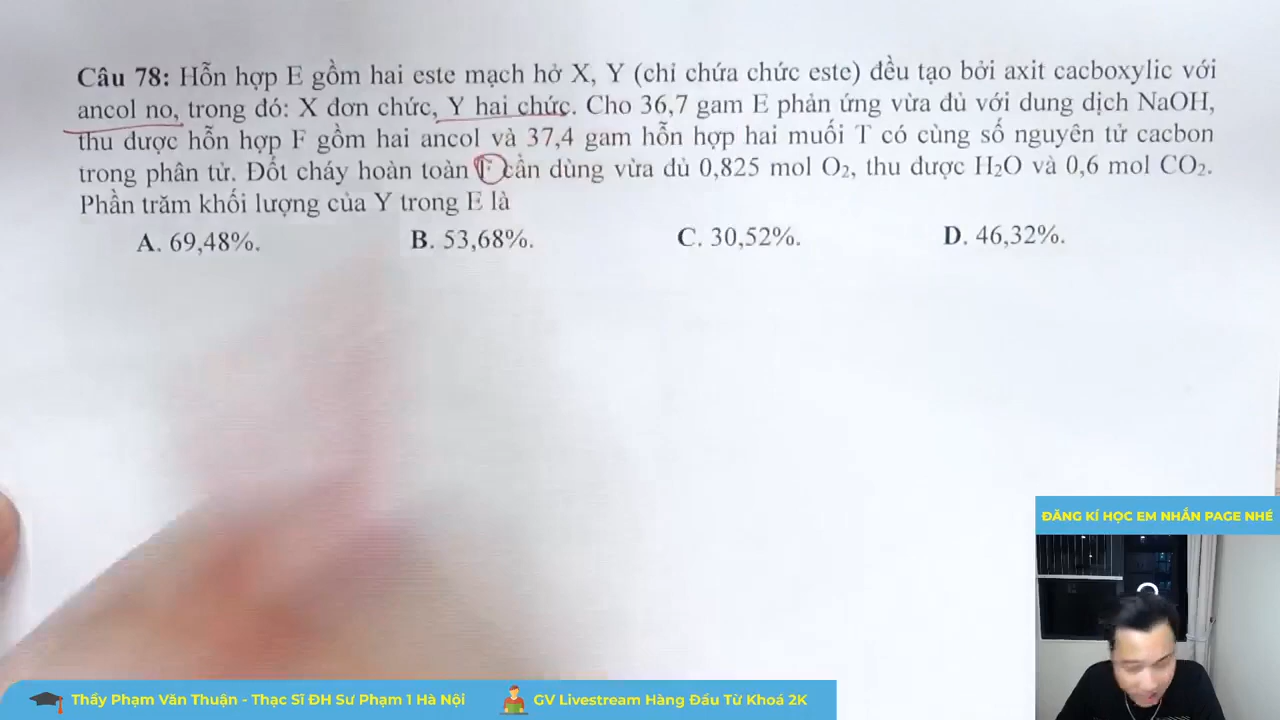 Câu 78: Hỗn hợp E gồm hai este mạch hở X, Y (chỉ chứa chức este) đều tạo bởi axit cacboxylic với
ancol no, trong đó: X đơn chức, Y hai chức. Cho 36,7 gam E phản ứng vừa đủ với dung dịch NaOH,
thu được hỗn hợp F gồm hai ancol và 37,4 gam hỗn hợp hai muối T có cùng số nguyên tử cacbon
trong phân tử. Đốt cháy hoàn toàn F cần dùng vừa đủ 0,825 mol O₂, thu được H₂O và 0,6 mol CO₂.
Phần trăm khối lượng của Y trong E là
A. 69,48%. B. 53,68%. C. 30,52%. D. 46,32%.
ĐĂNG KÍ HỌC EM NHẮN PAGE NHÉ
Thầy Phạm Văn Thuận - Thạc Sĩ ĐH Sư Phạm 1 Hà Nội
GV Livestream Hàng Đầu Từ Khoá 2K